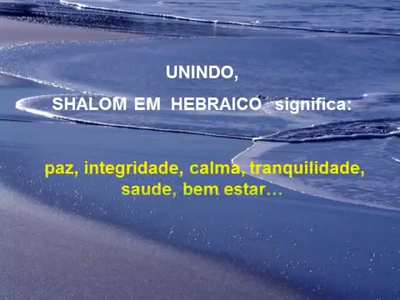 UNINDO,
SHALOM EM HEBRAICO significa:
paz, integridade, calma, tranquilidade,
saude, bem estar...